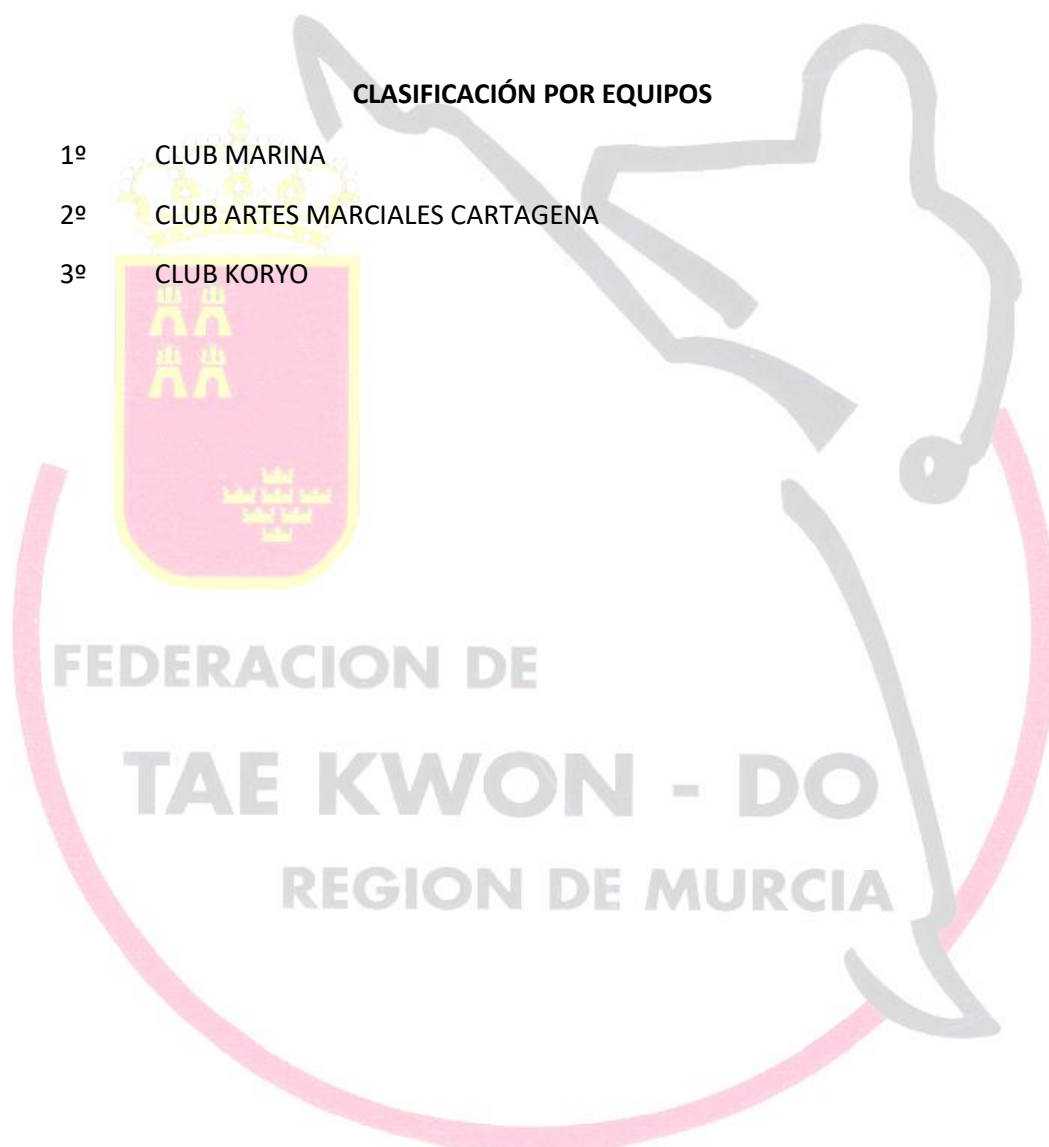 CLASIFICACIÓN POR EQUIPOS
1º CLUB MARINA
2º CLUB ARTES MARCIALES CARTAGENA
3º CLUB KORYO
FEDERACION DE
TAE KWON - DO
REGION DE MURCIA